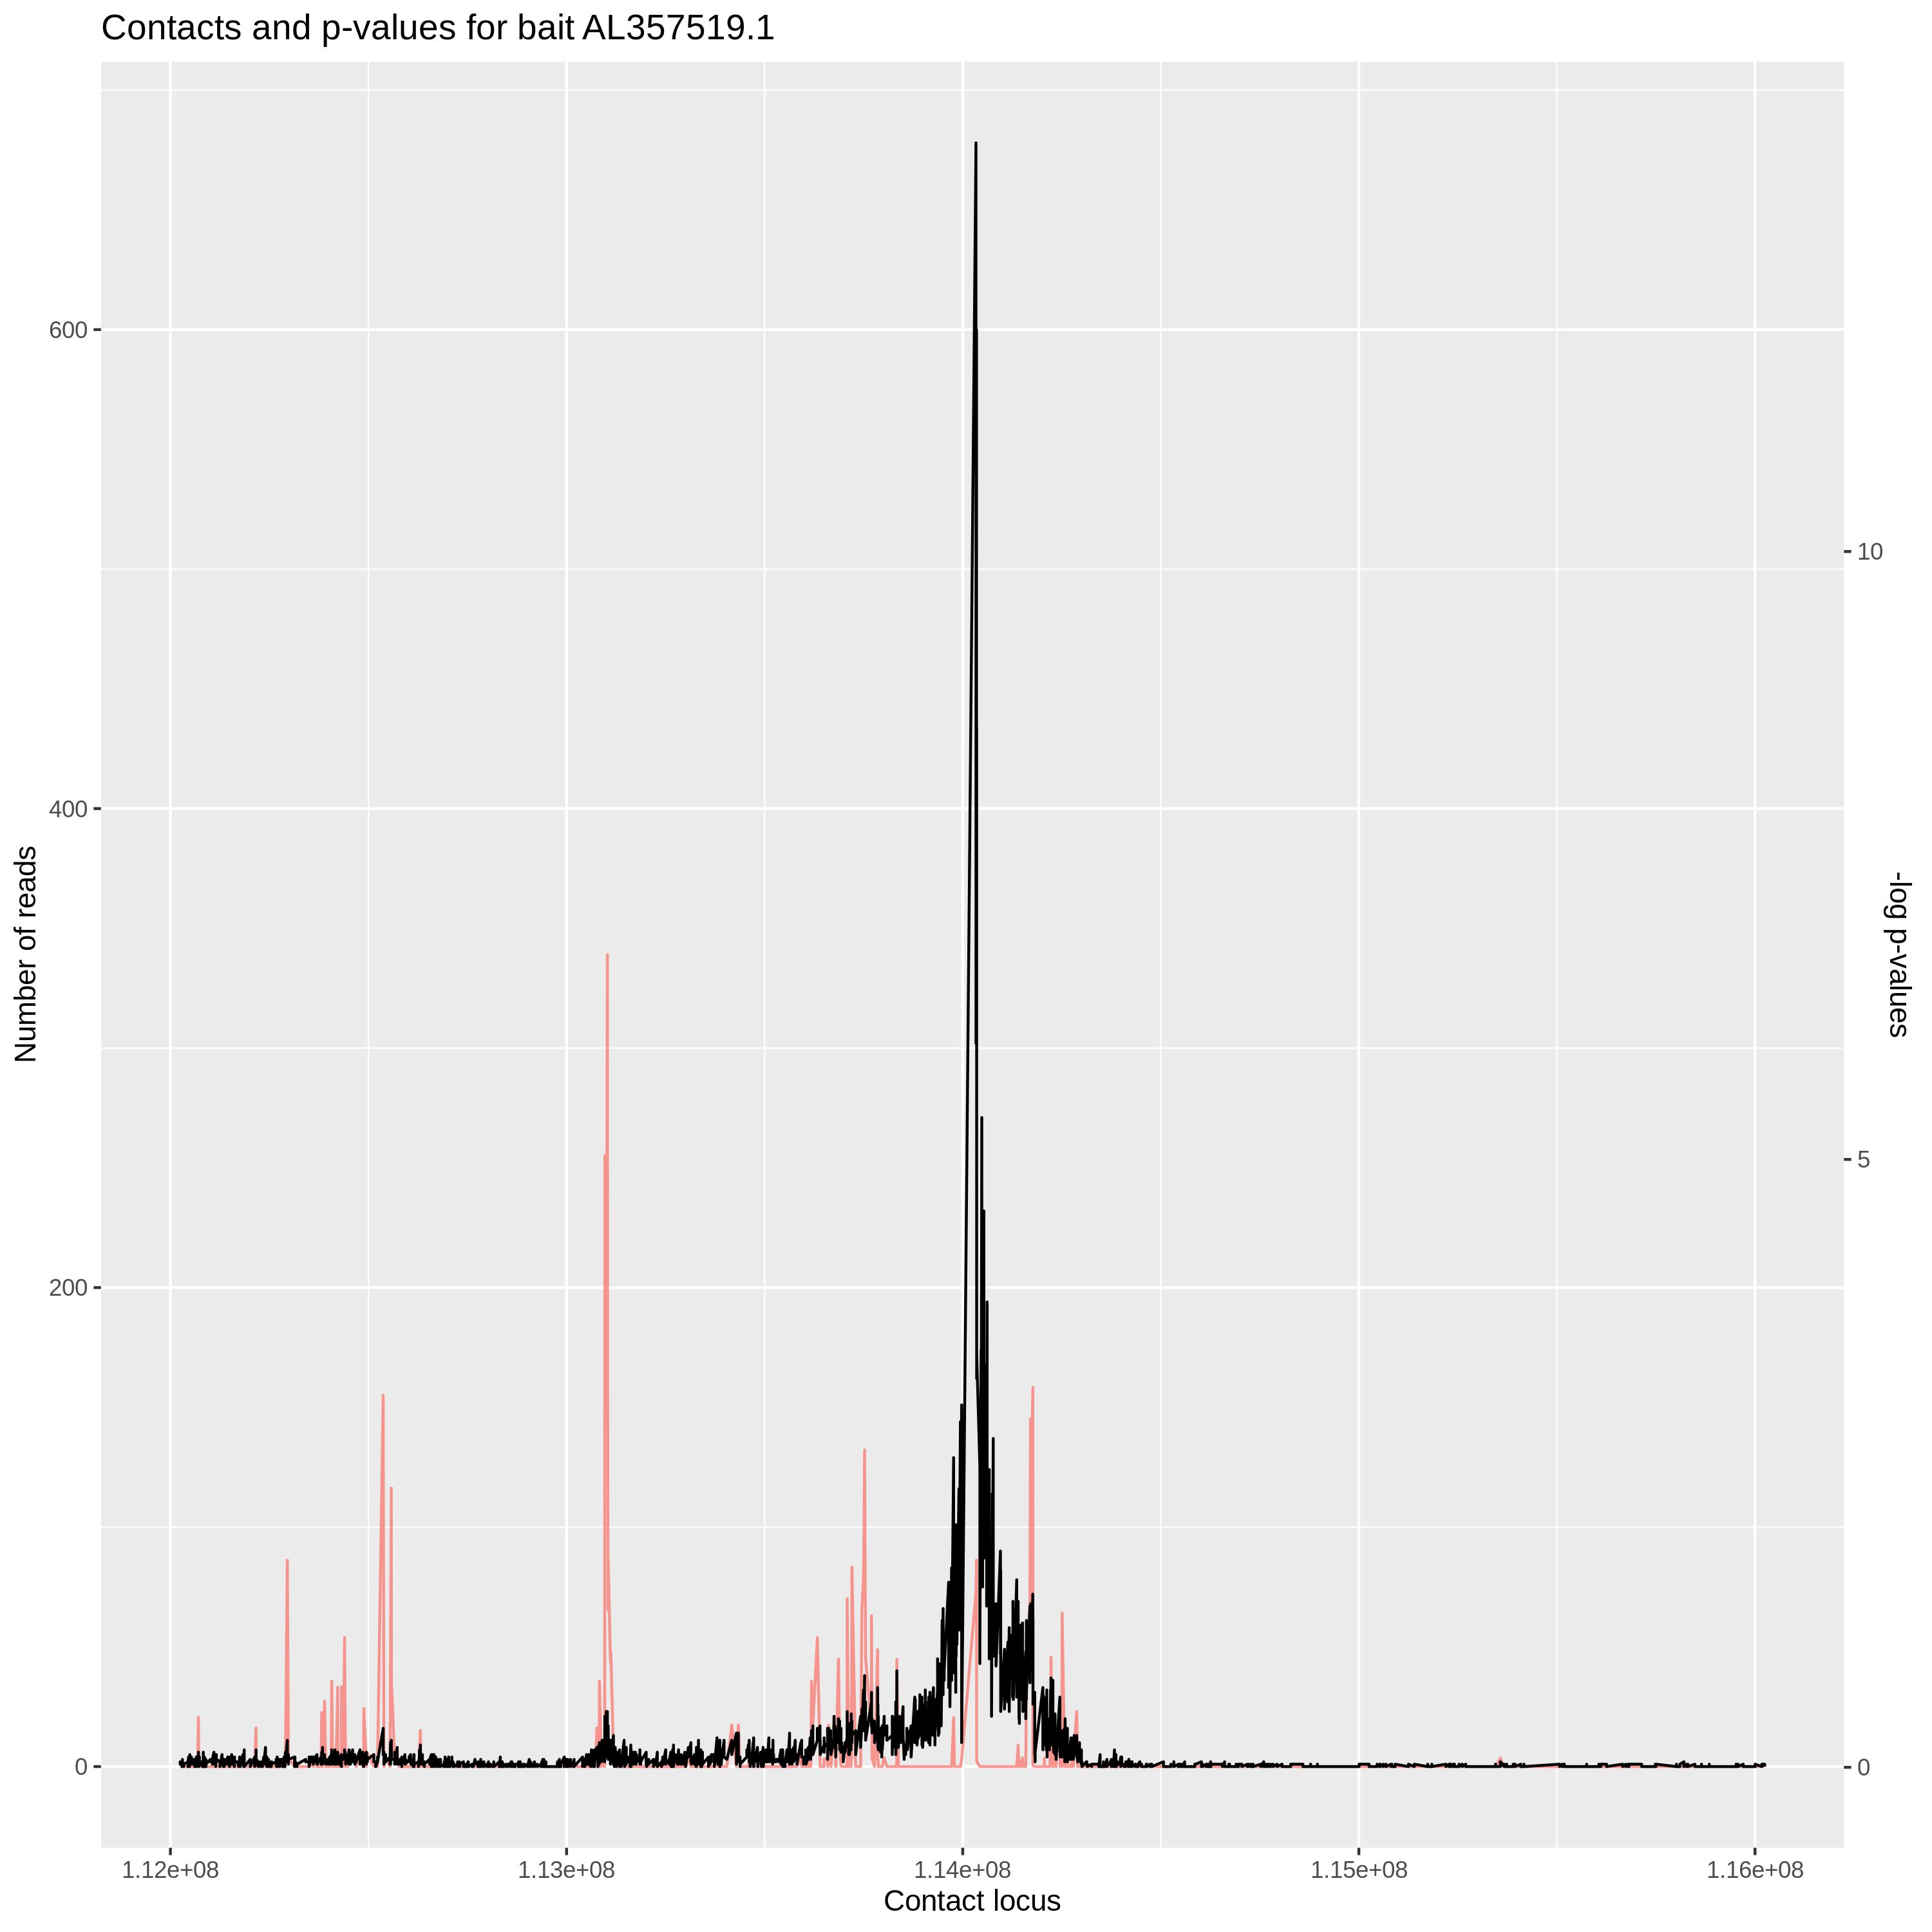 Contacts and p-values for bait AL357519.1
600
400
200
0
Number of reads
10
5
0
-log p-values
1.12e+08
1.13e+08
1.14e+08
1.15e+08
1.16e+08
Contact locus